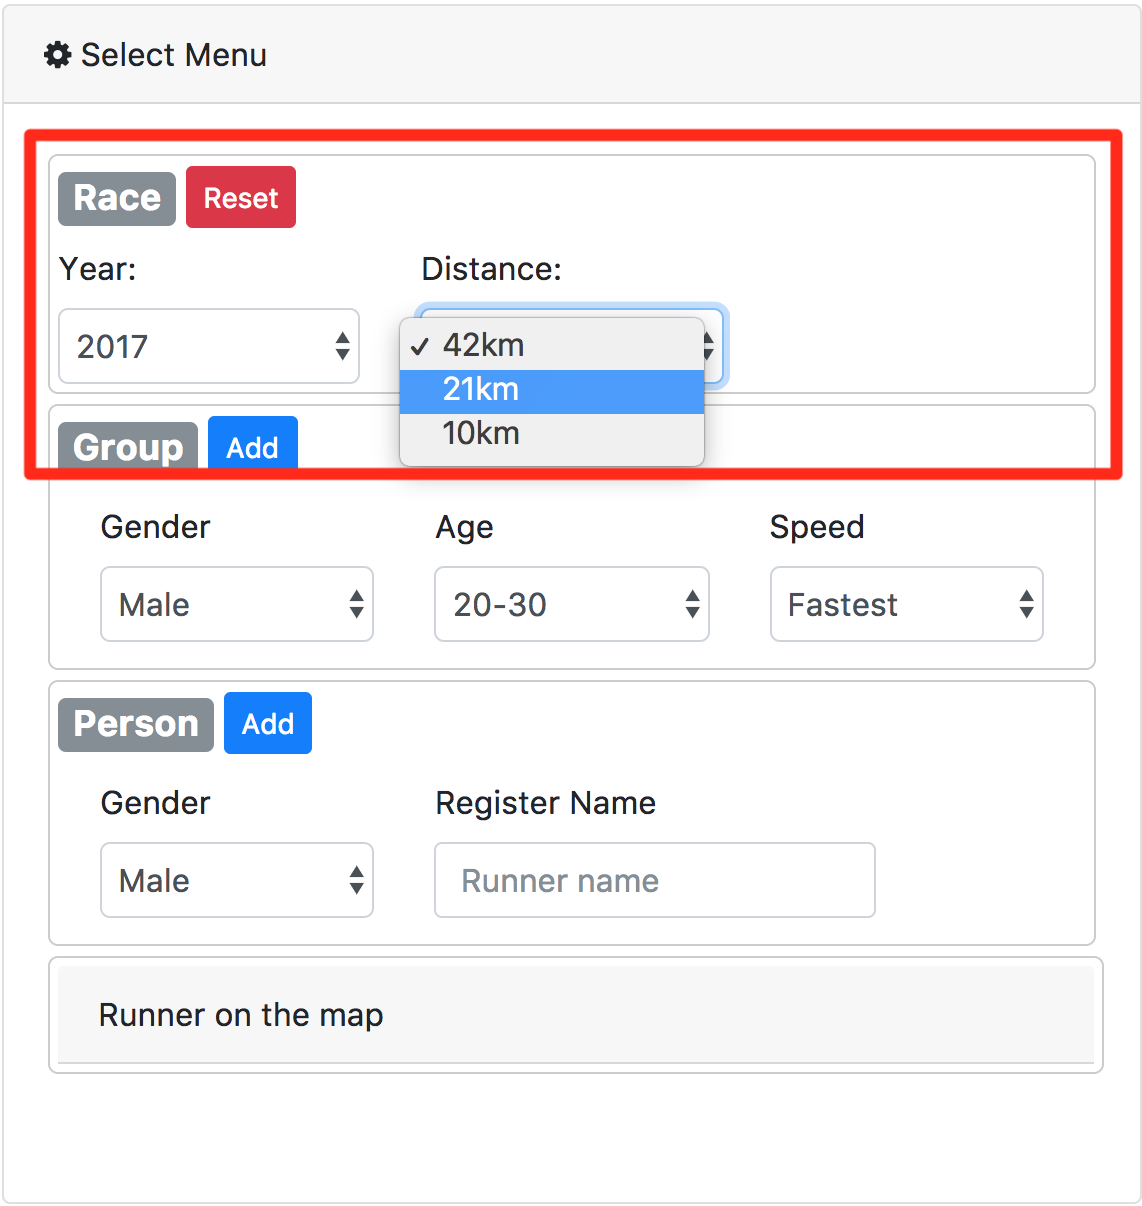 Select Menu
Race Reset
Year: Distance:
2017
✓ 42km
21km
10km
Group Add
Gender Age Speed
Male 20-30 Fastest
Person Add
Gender Register Name
Male Runner name
Runner on the map